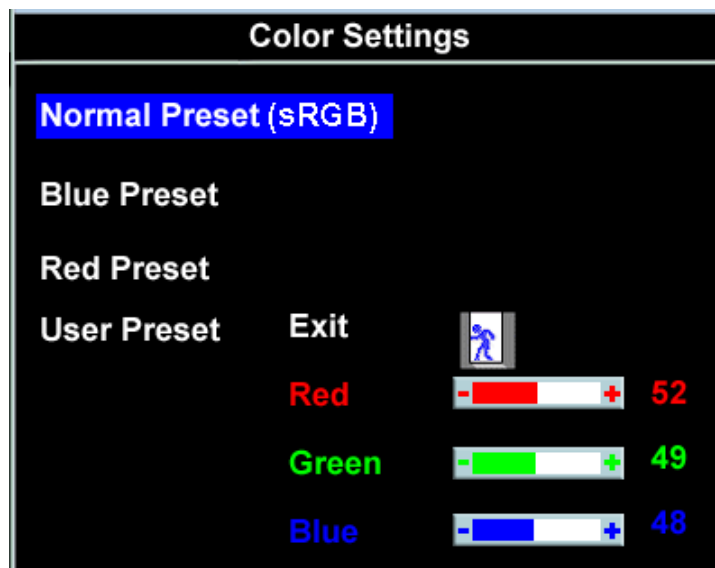 Color Settings
Normal Preset (sRGB)
Blue Preset
Red Preset
User Preset Exit
Red - + 52
Green - + 49
Blue - + 48